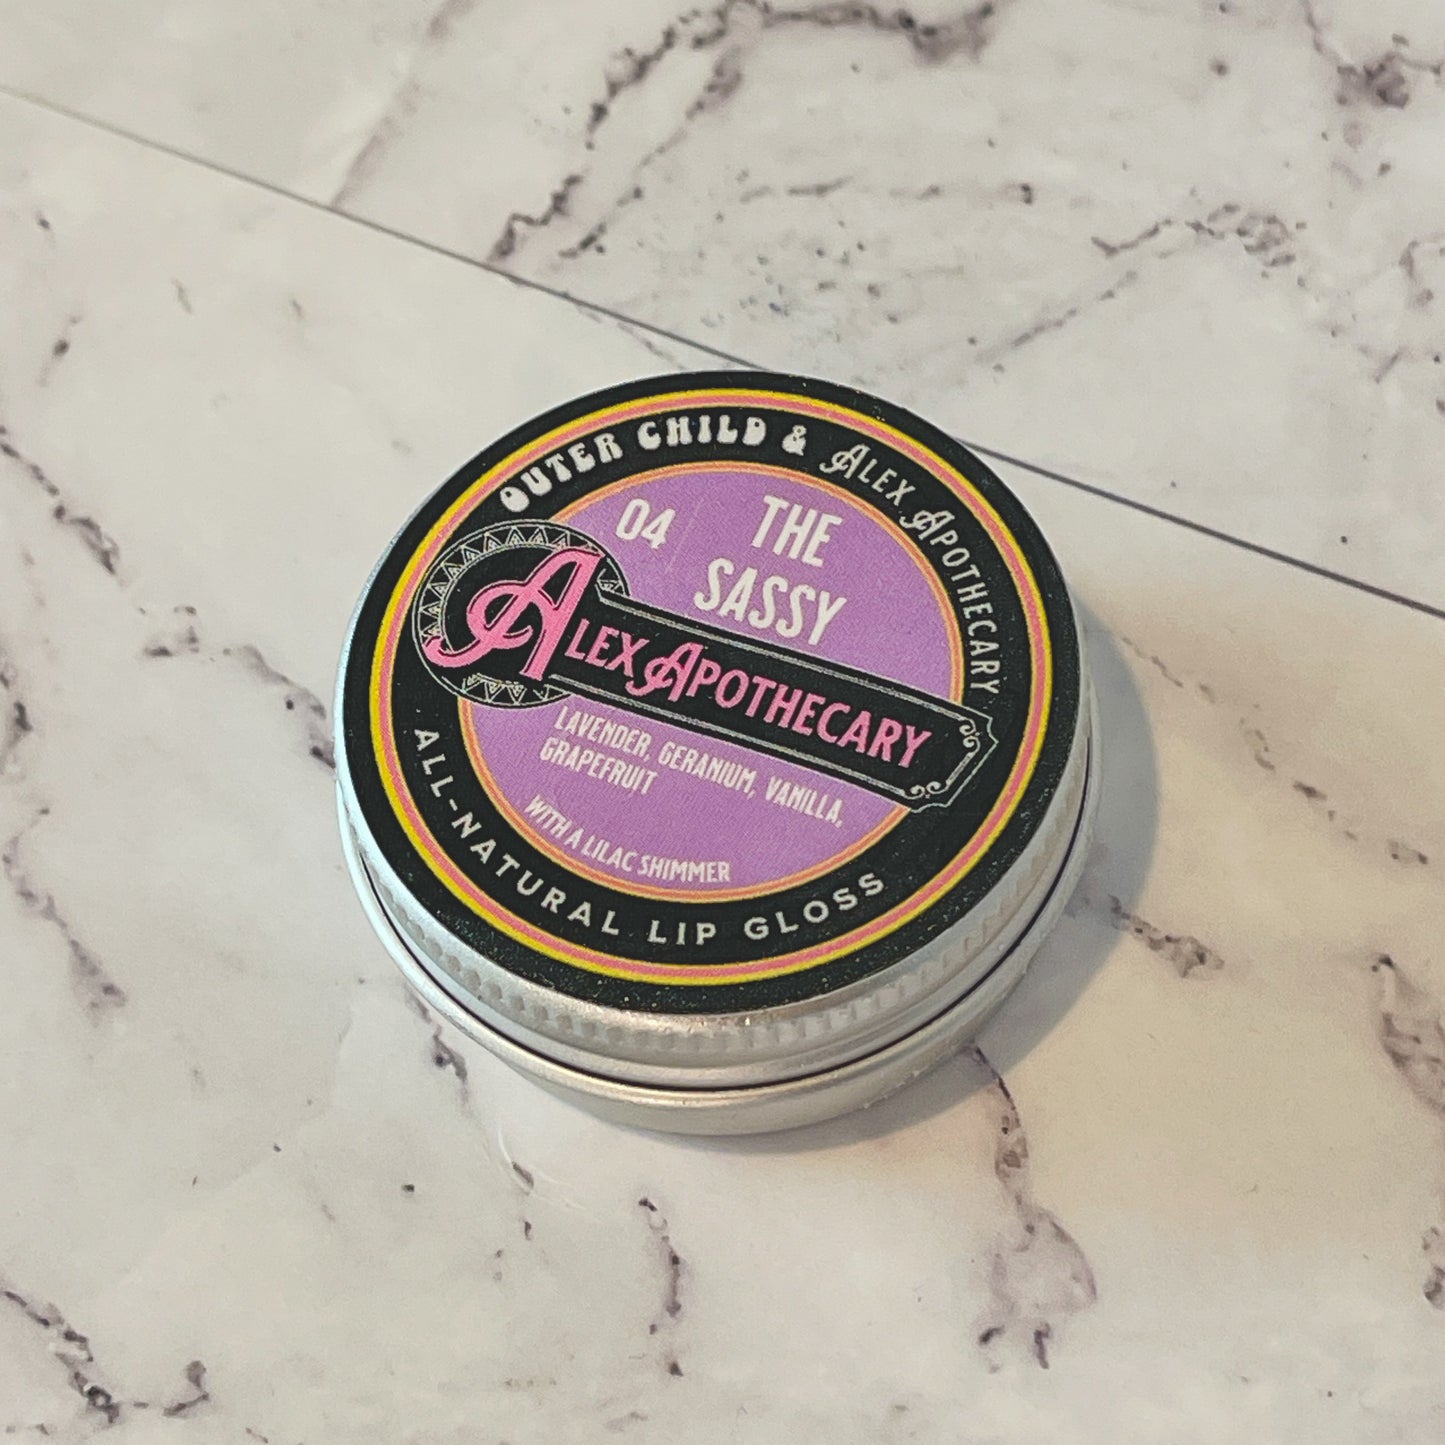 OUTER CHILD & ALEX APOTHECARY
04
THE
SASSY
ALEX APOTHECARY
LAVENDER, GERANIUM, VANILLA,
GRAPEFRUIT
WITH A LILAC SHIMMER
ALL-NATURAL LIP GLOSS